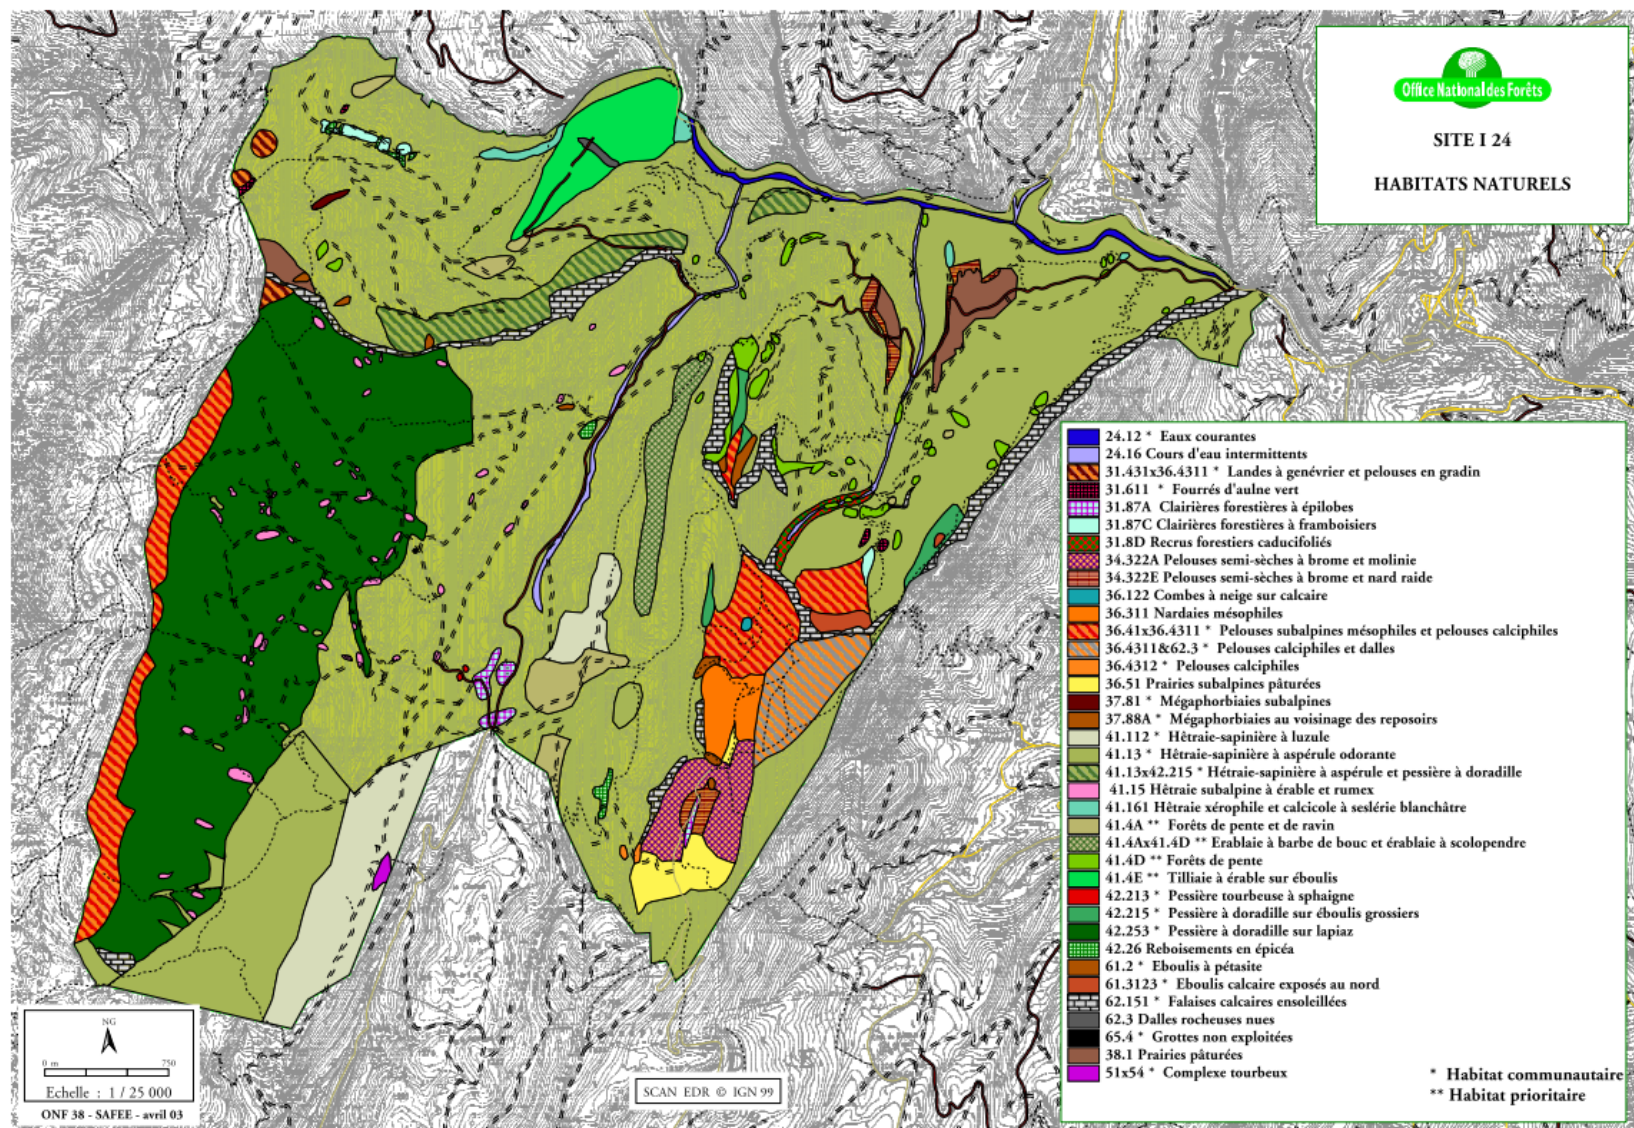 Office National des Forêts
SITE I 24
HABITATS NATURELS
24.12 * Eaux courantes
24.16 Cours d'eau intermittents
31.431x36.4311 * Landes à genévrier et pelouses en gradin
31.611 * Fourrés d'aulne vert
31.87A Clairières forestières à épilobes
31.87C Clairières forestières à framboisiers
31.8D Recrus forestiers caducifoliés
34.322A Pelouses semi-sèches à brome et molinie
34.322E Pelouses semi-sèches à brome et nard raide
36.122 Combes à neige sur calcaire
36.311 Nardaies mésophiles
36.41x36.4311 * Pelouses subalpines mésophiles et pelouses calciphiles
36.4311&62.3 * Pelouses calciphiles et dalles
36.4312 * Pelouses calciphiles
36.51 Prairies subalpines pâturées
37.81 * Mégaphorbiaies subalpines
37.88A * Mégaphorbiaies au voisinage des reposoirs
41.112 * Hêtraie-sapinière à luzule
41.13 * Hêtraie-sapinière à aspérule odorante
41.13x42.215 * Hétraie-sapinière à aspérule et pessière à doradille
41.15 Hêtraie subalpine à érable et rumex
41.161 Hêtraie xérophile et calcicole à seslérie blanchâtre
41.4A ** Forêts de pente et de ravin
41.4Ax41.4D ** Erablaie à barbe de bouc et érablaie à scolopendre
41.4D ** Forêts de pente
41.4E ** Tilliaie à érable sur éboulis
42.213 * Pessière tourbeuse à sphaigne
42.215 * Pessière à doradille sur éboulis grossiers
42.253 * Pessière à doradille sur lapiaz
42.26 Reboisements en épicéa
61.2 * Eboulis à pétasite
61.3123 * Eboulis calcaire exposés au nord
62.151 * Falaises calcaires ensoleillées
62.3 Dalles rocheuses nues
65.4 * Grottes non exploitées
38.1 Prairies pâturées
51x54 * Complexe tourbeux
* Habitat communautaire
** Habitat prioritaire
NG
0 m 750
Echelle : 1 / 25 000
ONF 38 - SAFEE - avril 03
SCAN EDR © IGN 99